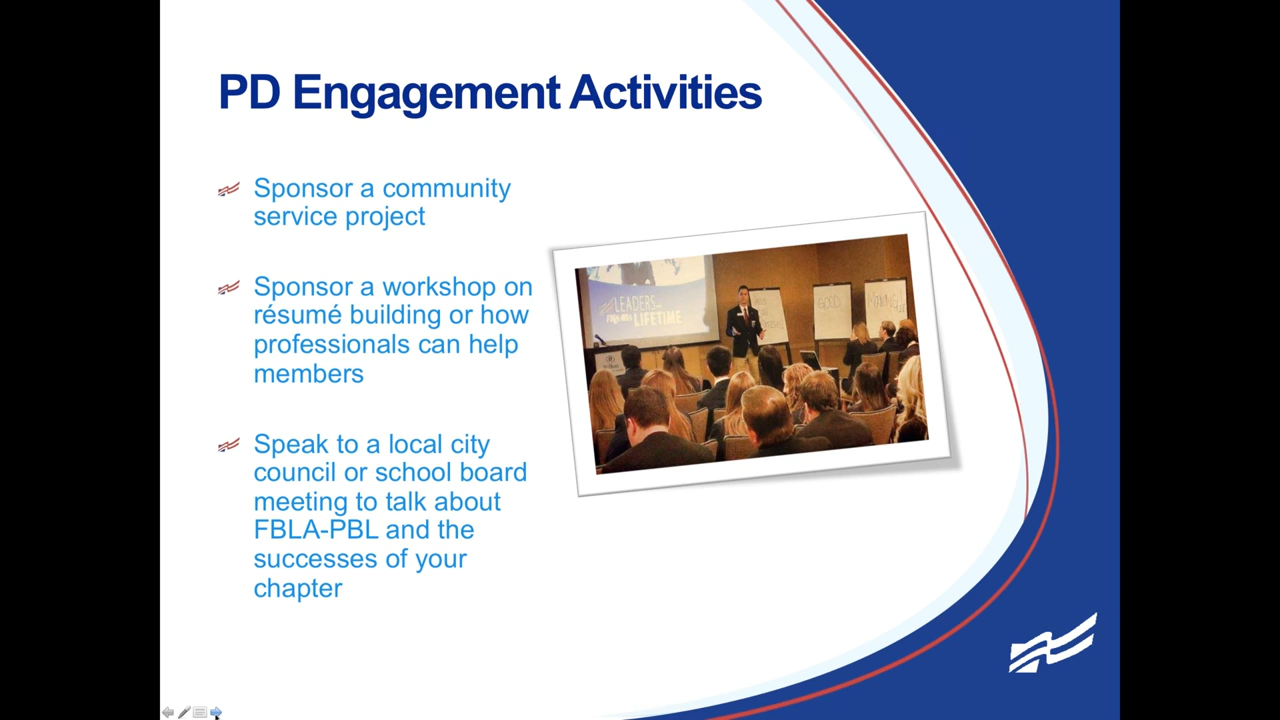 PD Engagement Activities
Sponsor a community
service project
Sponsor a workshop on
résumé building or how
professionals can help
members
Speak to a local city
council or school board
meeting to talk about
FBLA-PBL and the
successes of your
chapter
LEADERS
LIFETIME
GOOD